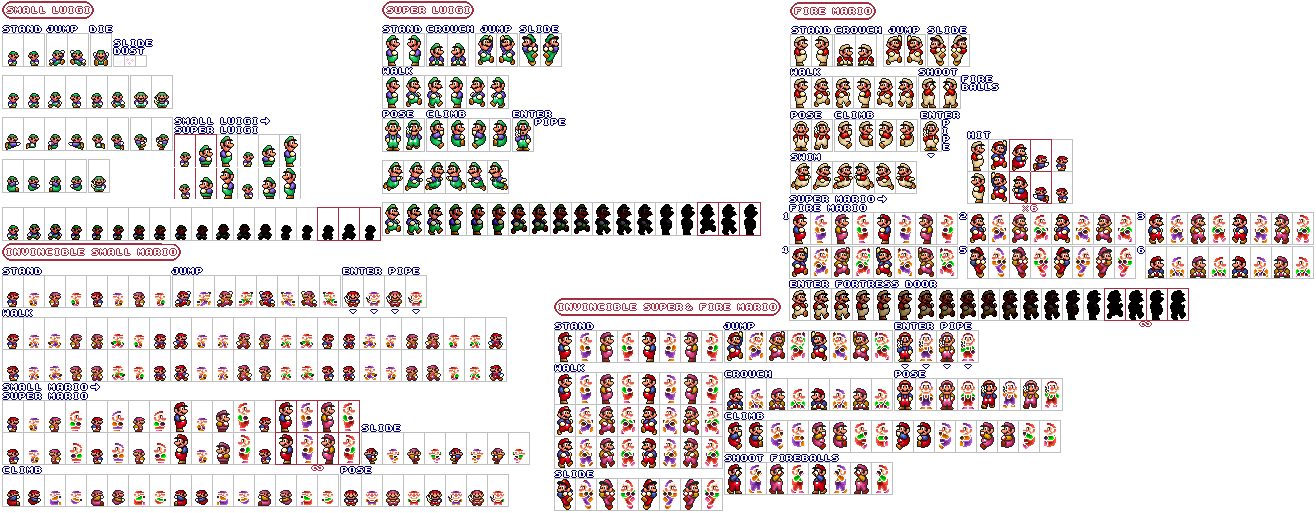 SMALL LUIGI
STAND JUMP DIE
SLIDE
DUST
SMALL LUIGI→
SUPER LUIGI
SUPER LUIGI
STAND CROUCH JUMP SLIDE
WALK
POSE CLIMB ENTER
PIPE
FIRE MARIO
STAND CROUCH JUMP SLIDE
WALK SHOOT
FIRE
BALLS
POSE CLIMB ENTER
PIPE
HIT
SWIM
SUPER MARIO→
FIRE MARIO
×6
1 2 3
4 5 6
ENTER FORTRESS DOOR
∞
INVINCIBLE SMALL MARIO
STAND JUMP ENTER PIPE
WALK
SMALL MARIO→
SUPER MARIO
SLIDE
∞
CLIMB POSE
INVINCIBLE SUPER& FIRE MARIO
STAND JUMP ENTER PIPE
WALK CROUCH POSE
CLIMB
SHOOT FIREBALLS
SLIDE